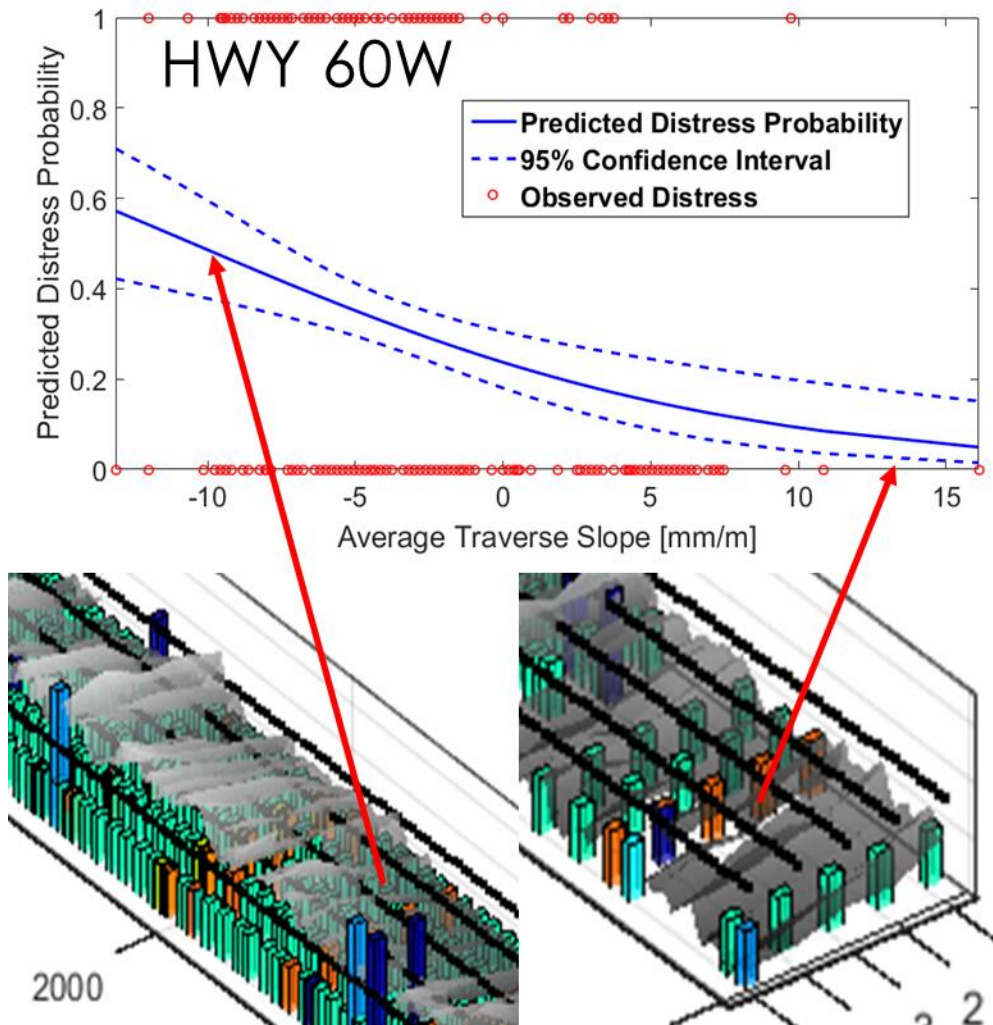 HWY 60W
Predicted Distress Probability
95% Confidence Interval
Observed Distress
Predicted Distress Probability
1
0.8
0.6
0.4
0.2
0
-10
-5
0
5
10
15
Average Traverse Slope [mm/m]
2000
2